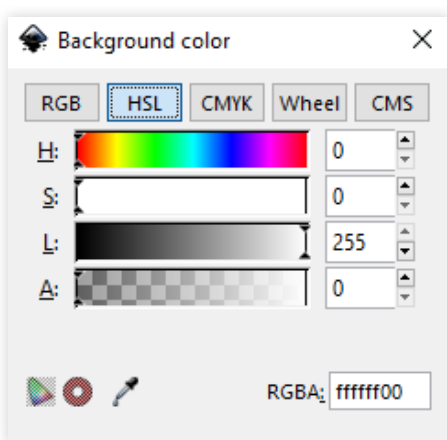 Background color
RGB HSL CMYK Wheel CMS
H: 0
S: 0
L: 255
A: 0
RGBA: ffffff00